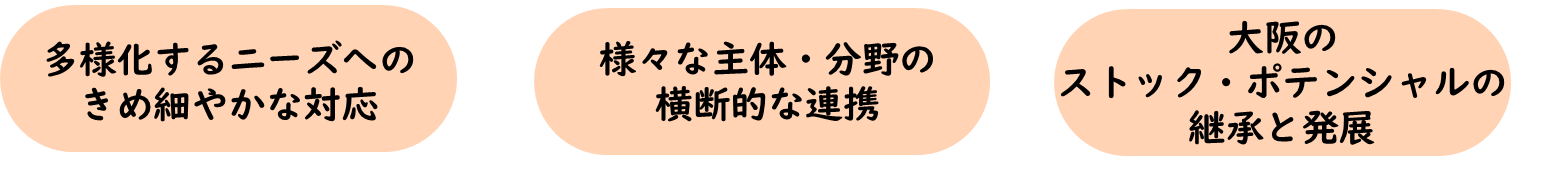 多様化するニーズへの
きめ細やかな対応
様々な主体・分野の
横断的な連携
大阪の
ストック・ポテンシャルの
継承と発展